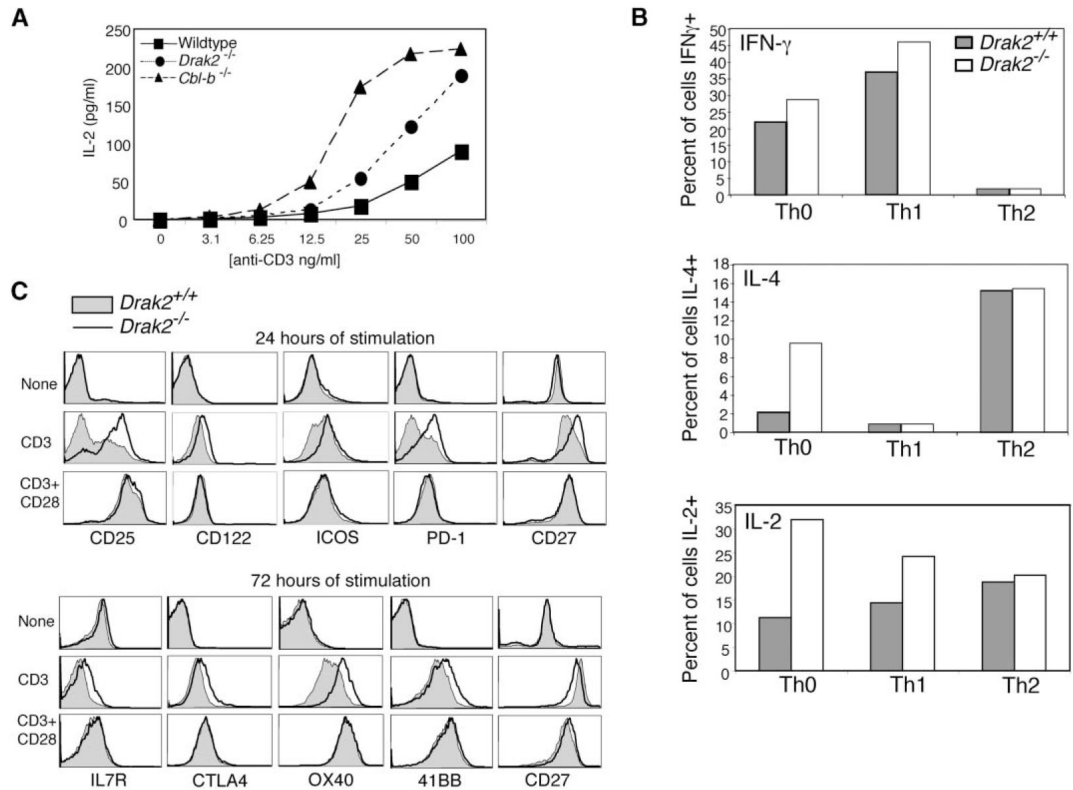 A
250
200
150
100
50
0
IL-2 (pg/ml)
Wildtype
Drak2 -/-
Cbl-b -/-
0 3.1 6.25 12.5 25 50 100
[anti-CD3 ng/ml]
B
50
45
40
35
30
25
20
15
10
5
0
Percent of cells IFNγ+
IFN-γ
Drak2+/+
Drak2-/-
Th0 Th1 Th2
18
16
14
12
10
8
6
4
2
0
Percent of cells IL-4+
IL-4
Th0 Th1 Th2
35
30
25
20
15
10
5
0
Percent of cells IL-2+
IL-2
Th0 Th1 Th2
C
Drak2+/+
Drak2-/-
24 hours of stimulation
None
CD3
CD3+
CD28
CD25 CD122 ICOS PD-1 CD27
72 hours of stimulation
None
CD3
CD3+
CD28
IL7R CTLA4 OX40 41BB CD27